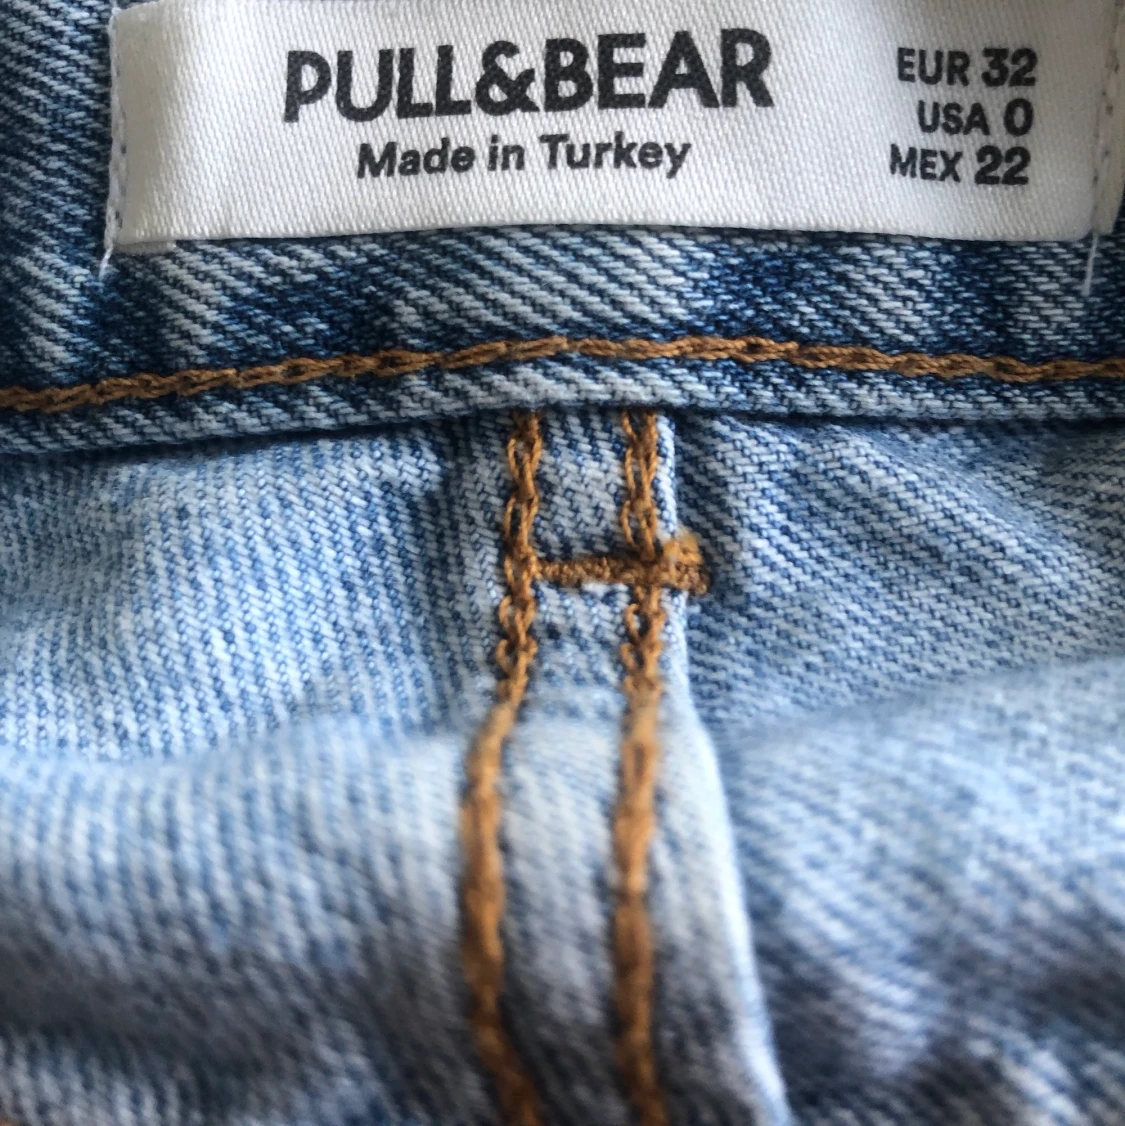 PULL&BEAR
Made in Turkey
EUR 32
USA 0
MEX 22